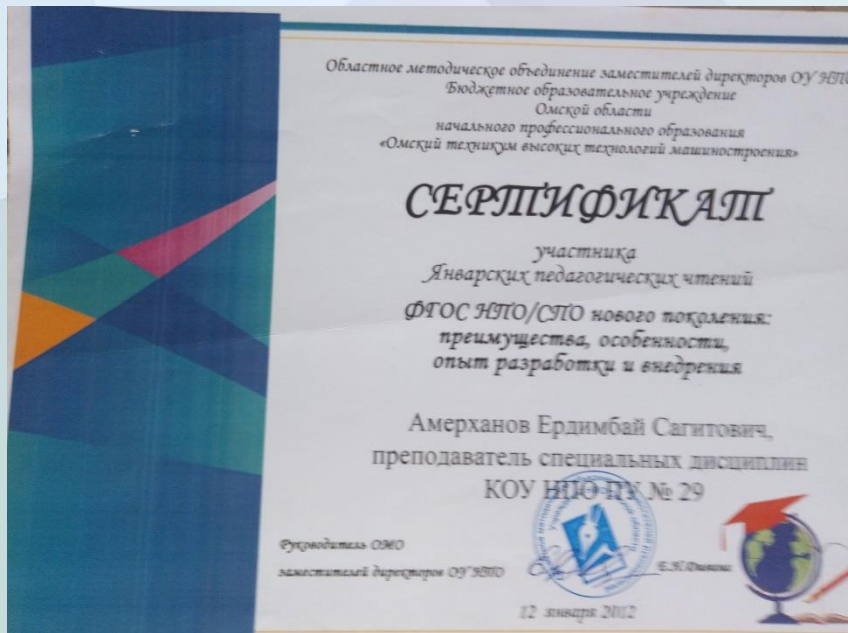 Областное методическое объединение заместителей директоров ОУ НПО
Бюджетное образовательное учреждение
Омской области
начального профессионального образования
«Омский техникум высоких технологий машиностроения»
СЕРТИФИКАТ
участника
Январских педагогических чтений
ФГОС НПО/СПО нового поколения:
преимущества, особенности,
опыт разработки и внедрения
Амерханов Ердимбай Сагитович,
преподаватель специальных дисциплин
КОУ НПО ПУ № 29
Руководитель ОМО
заместителей директоров ОУ НПО
12 января 2012